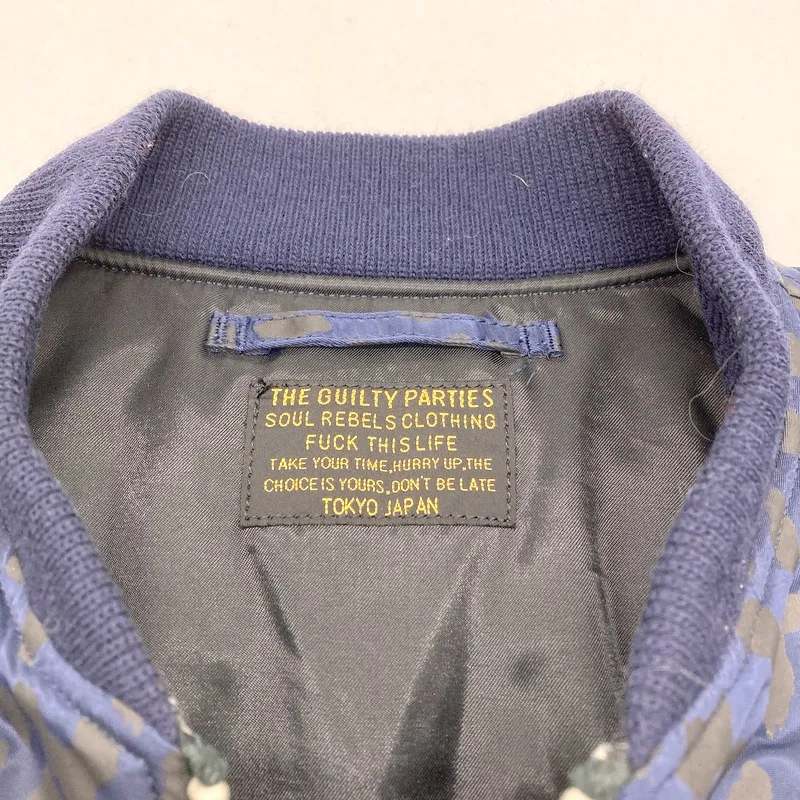 THE GUILTY PARTIES
SOUL REBELS CLOTHING
FUCK THIS LIFE
TAKE YOUR TIME,HURRY UP,THE
CHOICE IS YOURS,DON'T BE LATE
TOKYO JAPAN